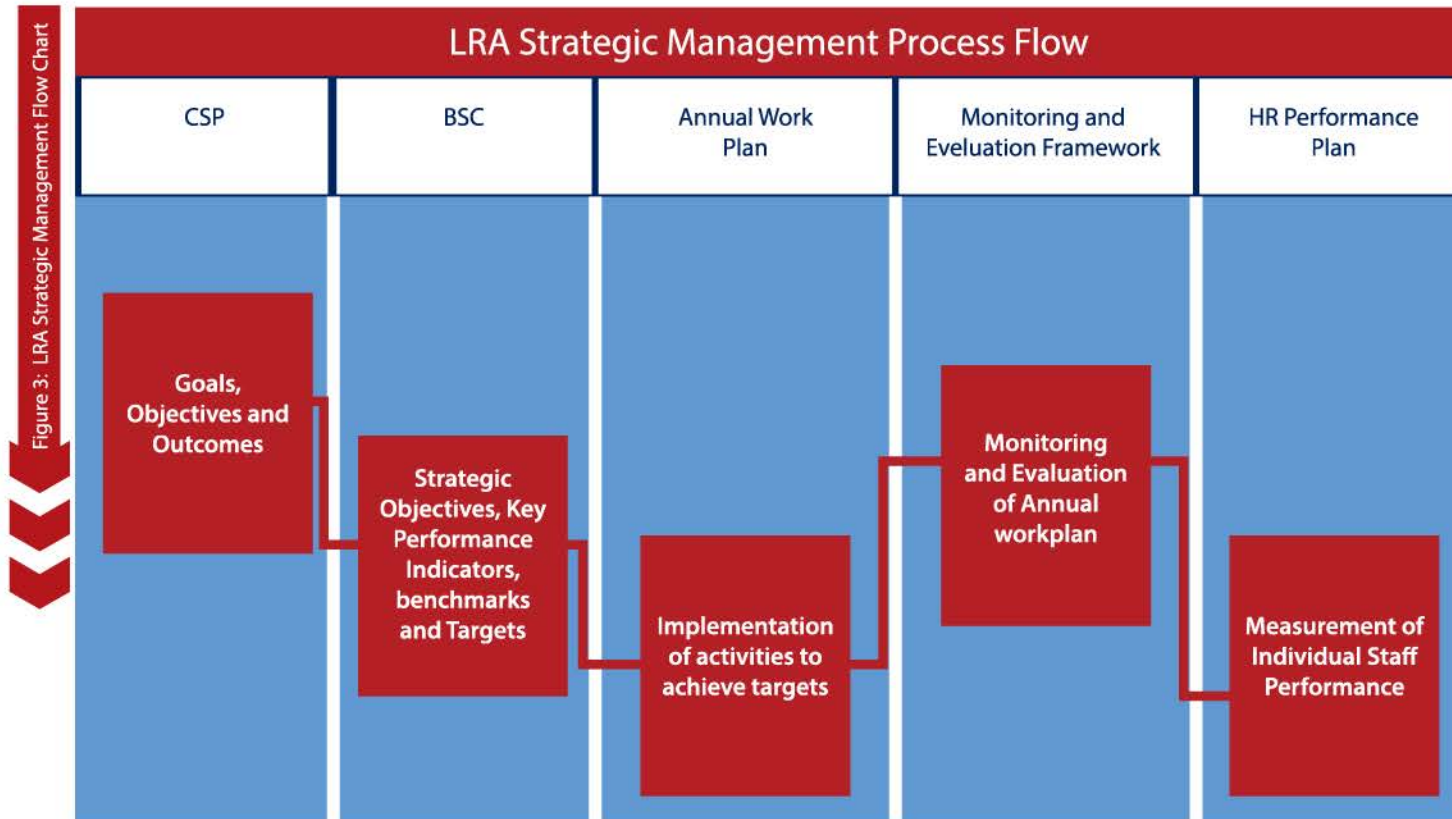 Figure 3: LRA Strategic Management Flow Chart
LRA Strategic Management Process Flow
CSP
BSC
Annual Work
Plan
Monitoring and
Eveluation Framework
HR Performance
Plan
Goals,
Objectives and
Outcomes
Strategic
Objectives, Key
Performance
Indicators,
benchmarks
and Targets
Implementation
of activities to
achieve targets
Monitoring
and Evaluation
of Annual
workplan
Measurement of
Individual Staff
Performance